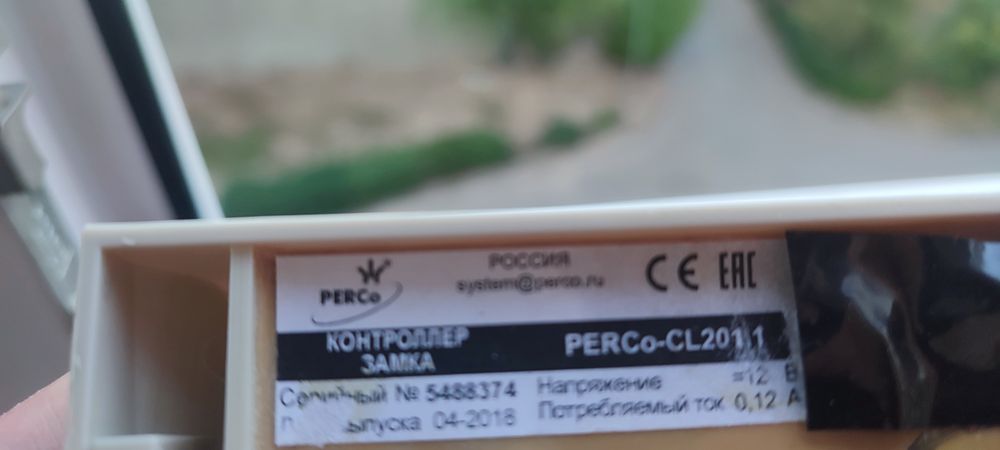 PERCo
РОССИЯ
system@perco.ru
CE EAC
КОНТРОЛЛЕР
ЗАМКА
PERCo-CL201.1
Серийный № 5488374
выпуска 04-2018
Напряжение =12 В
Потребляемый ток 0,12 А